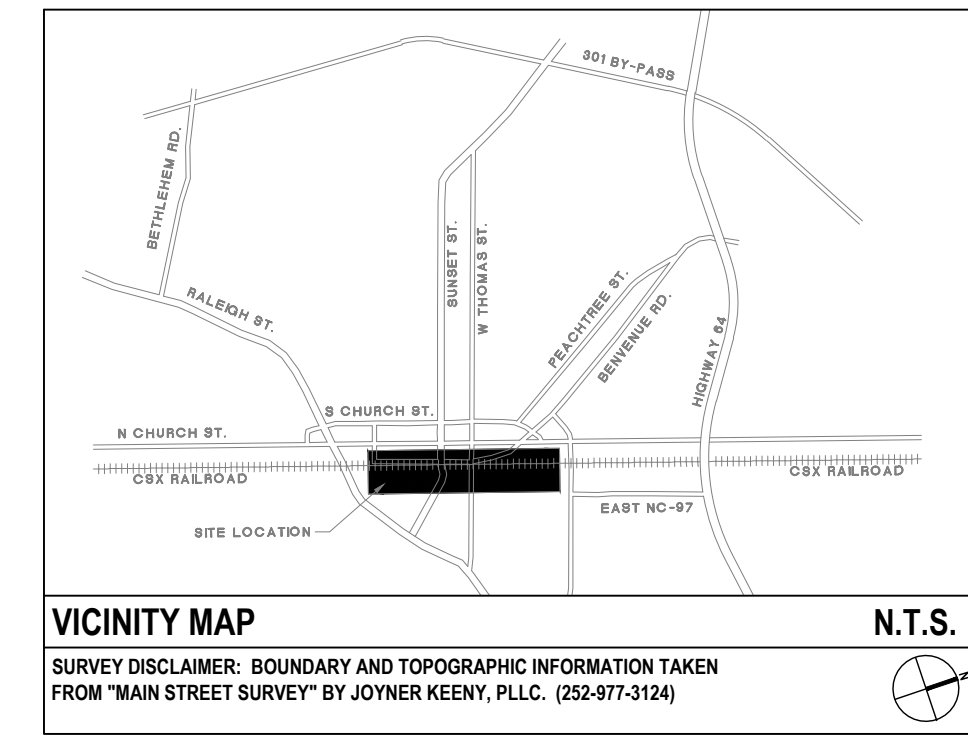 301 BY-PASS
BETHLEHEM RD.
SUNSET ST.
W THOMAS ST.
PEACHTREE ST.
BENVENUE RD.
RALEIGH ST.
HIGHWAY 64
S CHURCH ST.
N CHURCH ST.
CSX RAILROAD
CSX RAILROAD
EAST NC-97
SITE LOCATION
VICINITY MAP
N.T.S.
SURVEY DISCLAIMER: BOUNDARY AND TOPOGRAPHIC INFORMATION TAKEN
FROM "MAIN STREET SURVEY" BY JOYNER KEENY, PLLC. (252-977-3124)
N